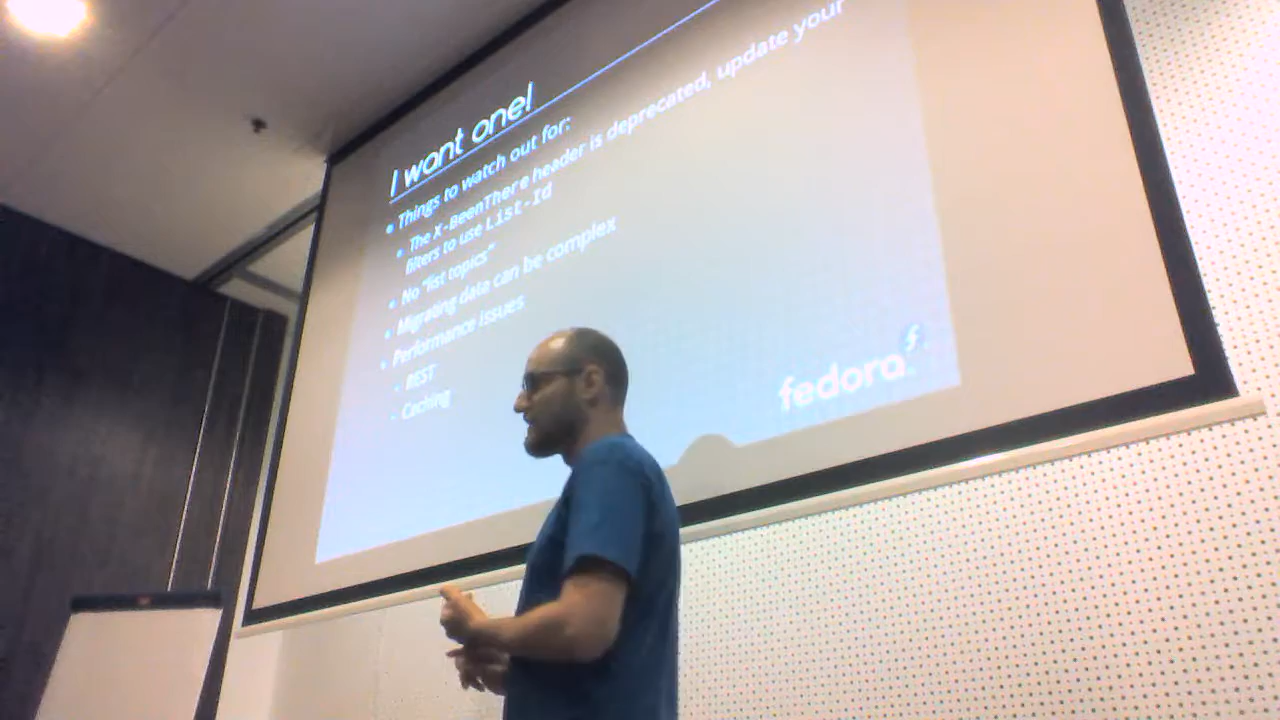 I want one!
Things to watch out for:
The X-BeenThere header is deprecated, update your
filters to use List-Id
No "list topics"
Migrating data can be complex
Performance issues
REST
Caching
fedora